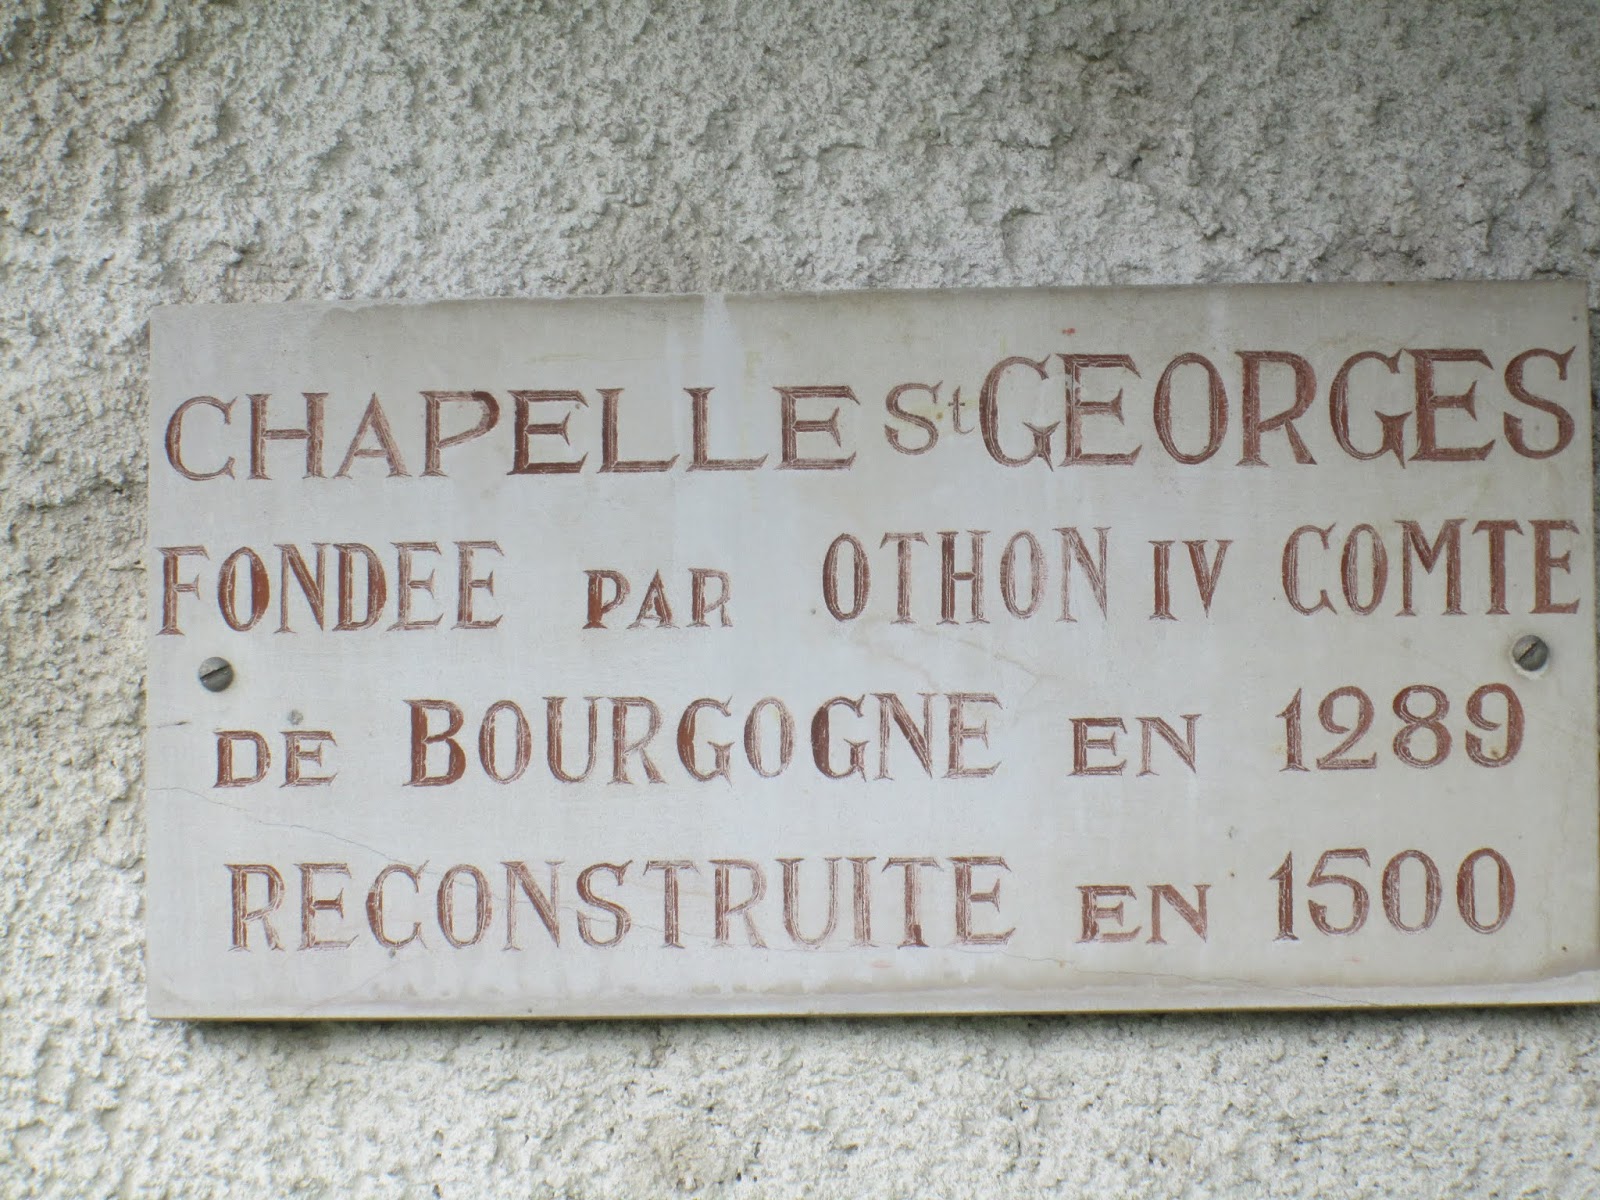 CHAPELLE St GEORGES
FONDEE PAR OTHON IV COMTE
DE BOURGOGNE EN 1289
RECONSTRUITE EN 1500